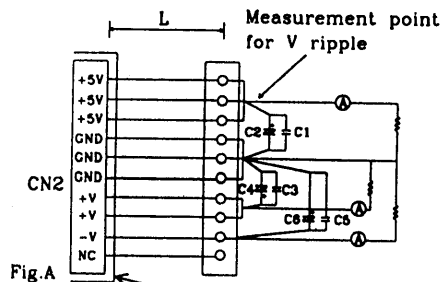 L
Measurement point
for V ripple
+5V
+5V
+5V
GND
GND
GND
+V
+V
-V
NC
CN2
A
C2 C1
C4 C3
C6 C5
A
A
Fig.A